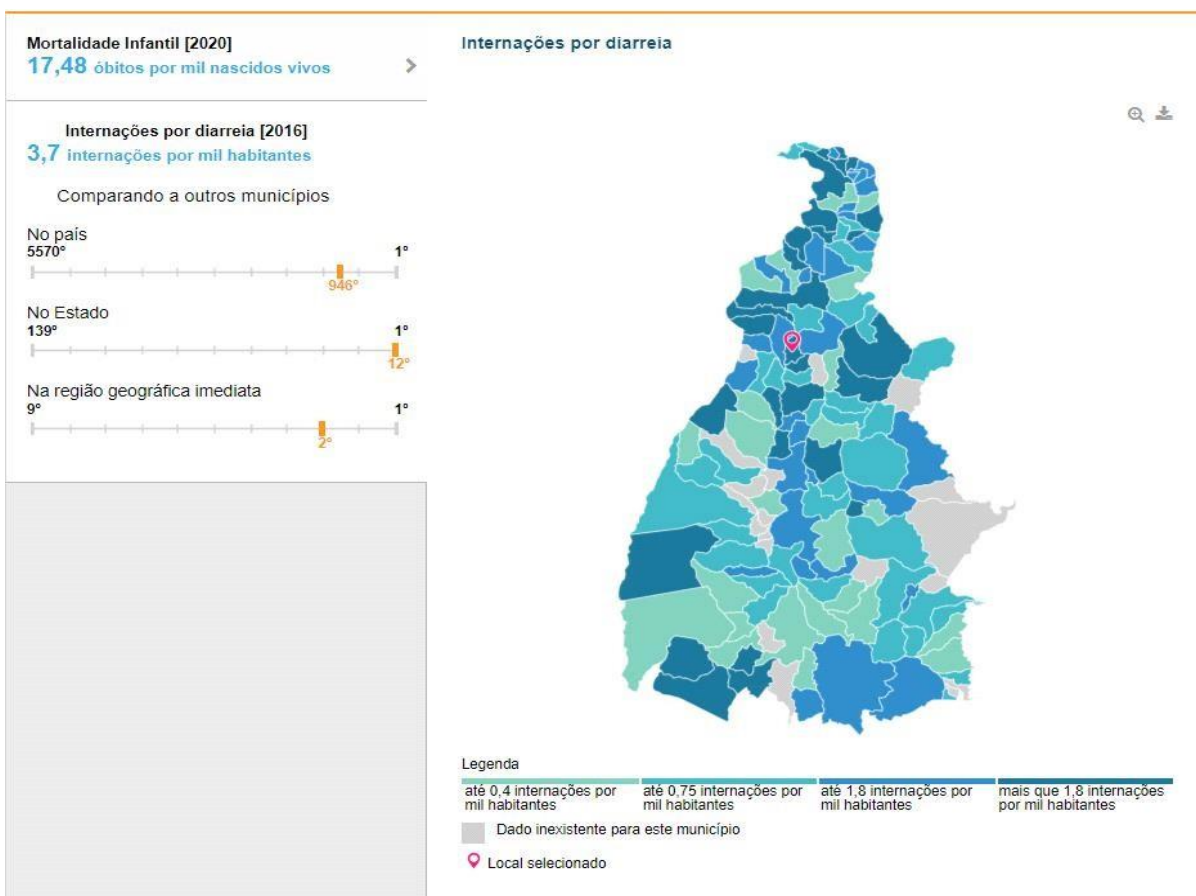 Mortalidade Infantil [2020]
17,48 óbitos por mil nascidos vivos
Internações por diarreia [2016]
3,7 internações por mil habitantes
Comparando a outros municípios
No país
5570° 1°
946°
No Estado
139° 1°
12°
Na região geográfica imediata
9° 1°
2°
Internações por diarreia
Legenda
até 0,4 internações por
mil habitantes
até 0,75 internações por
mil habitantes
até 1,8 internações por
mil habitantes
mais que 1,8 internações
por mil habitantes
Dado inexistente para este município
Local selecionado